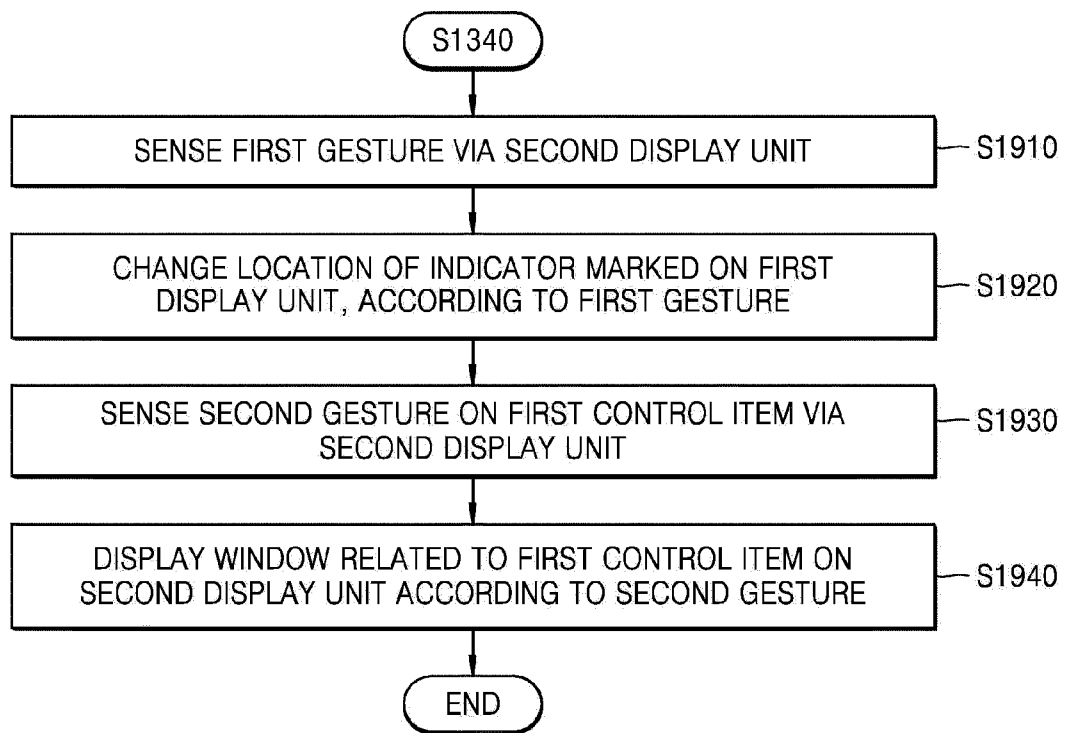 S1340
SENSE FIRST GESTURE VIA SECOND DISPLAY UNIT
S1910
CHANGE LOCATION OF INDICATOR MARKED ON FIRST
DISPLAY UNIT, ACCORDING TO FIRST GESTURE
S1920
SENSE SECOND GESTURE ON FIRST CONTROL ITEM VIA
SECOND DISPLAY UNIT
S1930
DISPLAY WINDOW RELATED TO FIRST CONTROL ITEM ON
SECOND DISPLAY UNIT ACCORDING TO SECOND GESTURE
S1940
END